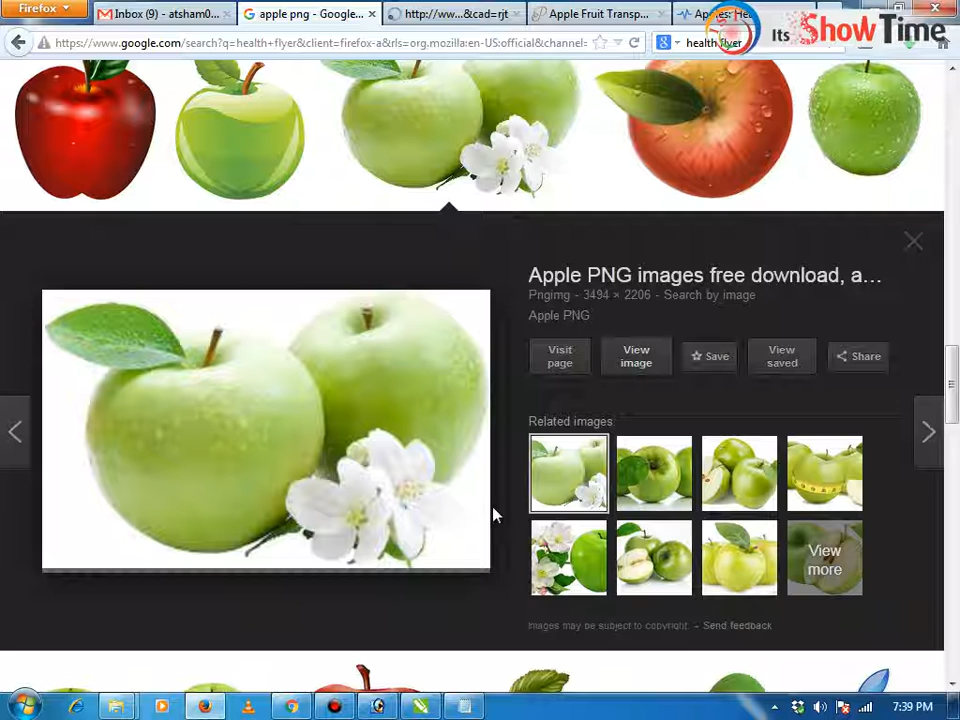 Firefox
Inbox (9) - atsham0...
apple png - Google...
http://www...&cad=rjt
Apple Fruit Transp...
Its ShowTime
https://www.google.com/search?q=health+flyer&client=firefox-a&rls=org.mozilla:en-US:official&channel=
health flyer
Apple PNG images free download, a...
Pngimg - 3494 × 2206 - Search by image
Apple PNG
Visit page
View image
Save
View saved
Share
Related images
View more
Images may be subject to copyright. - Send feedback
7:39 PM